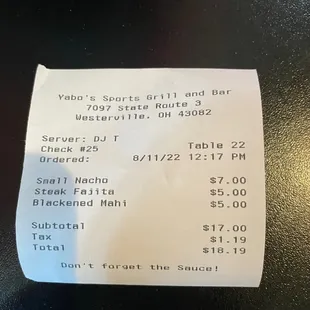 Yabo's Sports Grill and Bar
7097 State Route 3
Westerville, OH 43082
Server: DJ T
Check #25 Table 22
Ordered: 8/11/22 12:17 PM
Small Nacho $7.00
Steak Fajita $5.00
Blackened Mahi $5.00
Subtotal $17.00
Tax $1.19
Total $18.19
Don't forget the Sauce!